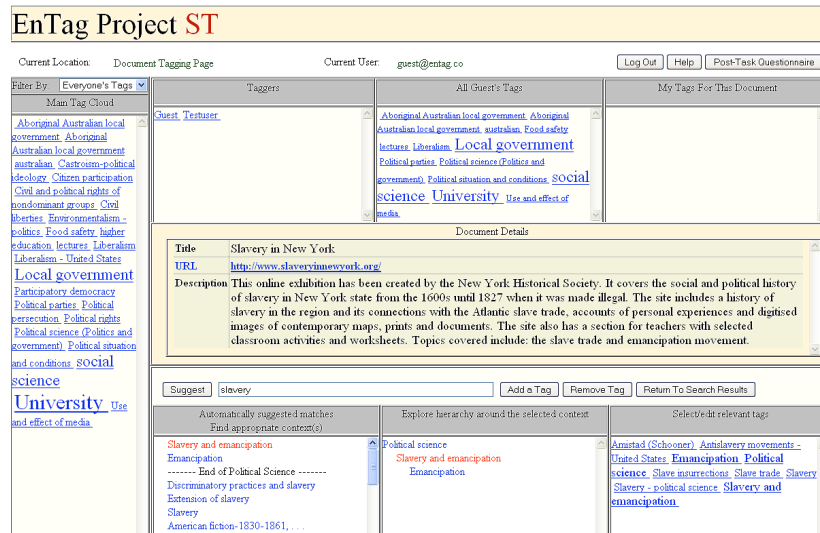 EnTag Project ST
Current Location: Document Tagging Page Current User: guest@entag.co Log Out Help Post-Task Questionnaire
Filter By Everyone's Tags
Main Tag Cloud
Aboriginal Australian local
government Aboriginal
Australian local government
australian Castroism-political
ideology Citizen participation
Civil and political rights of
nondominant groups Civil
liberties Environmentalism -
politics Food safety higher
education lectures Liberalism
Liberalism - United States
Local government
Participatory democracy
Political parties Political
persecution Political rights
Political science (Politics and
government) Political situation
and conditions social
science
University Use
and effect of media
Taggers
Guest Testuser
All Guest's Tags
Aboriginal Australian local government Aboriginal
Australian local government australian Food safety
lectures Liberalism Local government
Political parties Political science (Politics and
government) Political situation and conditions social
science University Use and effect of
media
My Tags For This Document
Document Details
Title Slavery in New York
URL http://www.slaveryinnewyork.org/
Description This online exhibition has been created by the New York Historical Society. It covers the social and political history
of slavery in New York state from the 1600s until 1827 when it was made illegal. The site includes a history of
slavery in the region and its connections with the Atlantic slave trade, accounts of personal experiences and digitised
images of contemporary maps, prints and documents. The site also has a section for teachers with selected
classroom activities and worksheets. Topics covered include: the slave trade and emancipation movement.
Suggest slavery Add a Tag Remove Tag Return To Search Results
Automatically suggested matches
Find appropriate context(s)
Slavery and emancipation
Emancipation
------- End of Political Science -------
Discriminatory practices and slavery
Extension of slavery
Slavery
American fiction-1830-1861, . . .
Explore hierarchy around the selected context
Political science
Slavery and emancipation
Emancipation
Select/edit relevant tags
Amistad (Schooner) Antislavery movements -
United States Emancipation Political
science Slave insurrections Slave trade Slavery
Slavery - political science Slavery and
emancipation